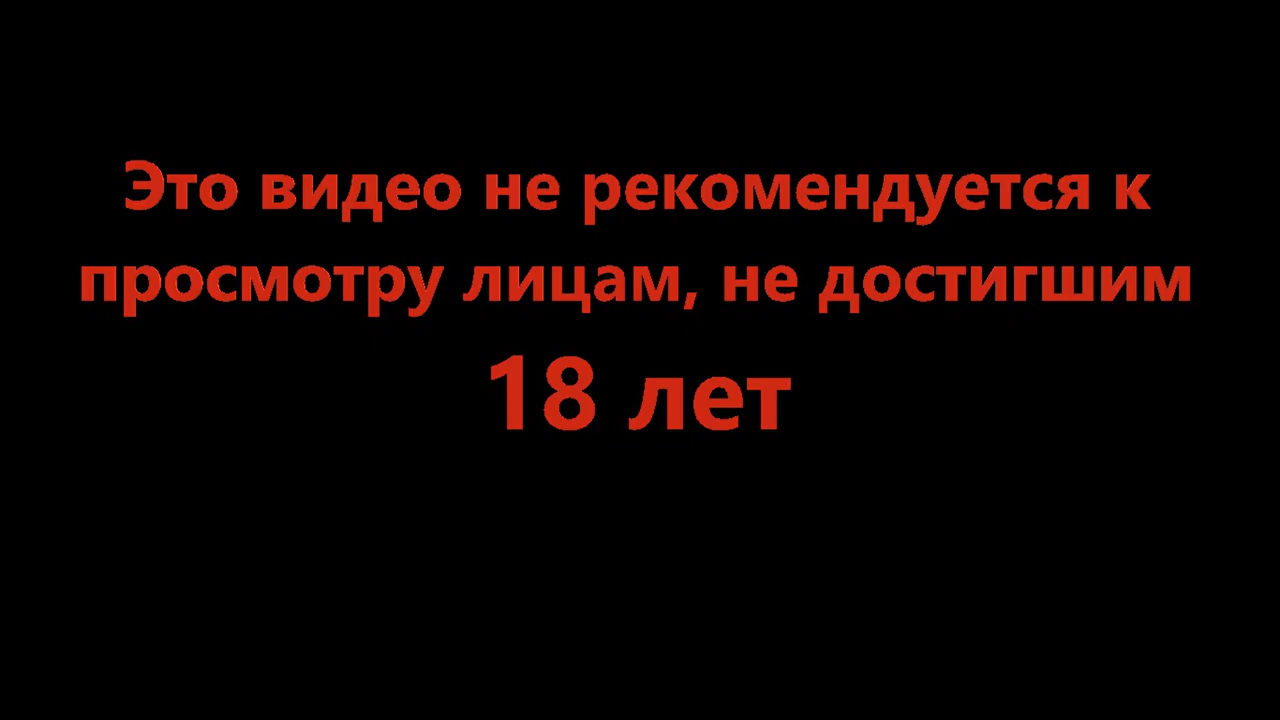 Это видео не рекомендуется к
просмотру лицам, не достигшим
18 лет